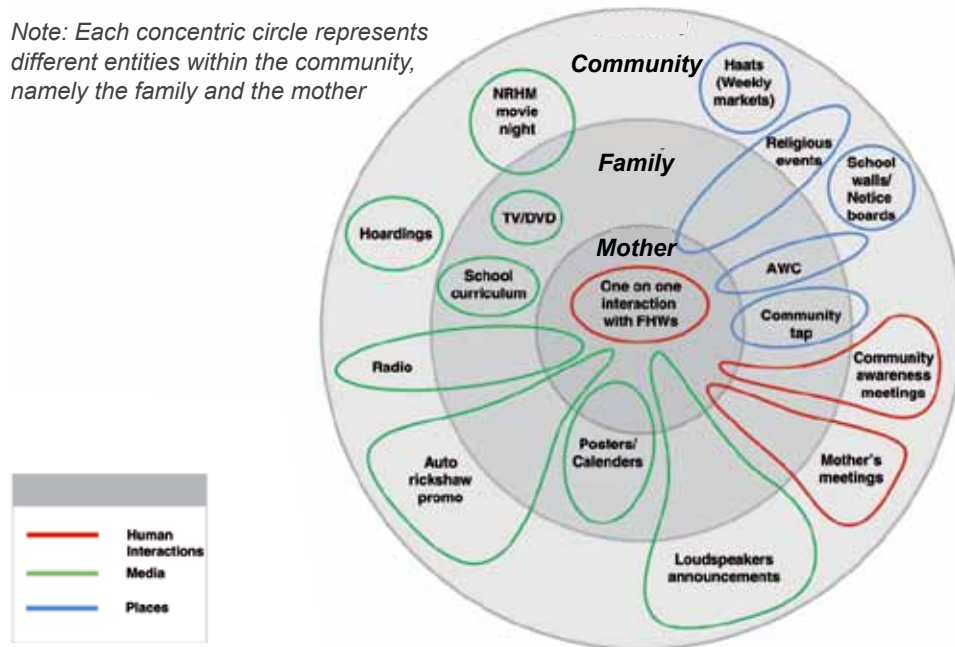 Note: Each concentric circle represents
different entities within the community,
namely the family and the mother
Community
Haats
(Weekly
markets)
NRHM
movie
night
Religious
events
Family
School
walls/
Notice
boards
TV/DVD
Hoardings
Mother
AWC
School
curriculum
One on one
interaction
with FHWs
Community
tap
Radio
Community
awareness
meetings
Posters/
Calenders
Auto
rickshaw
promo
Mother's
meetings
Loudspeakers
announcements
Human
Interactions
Media
Places